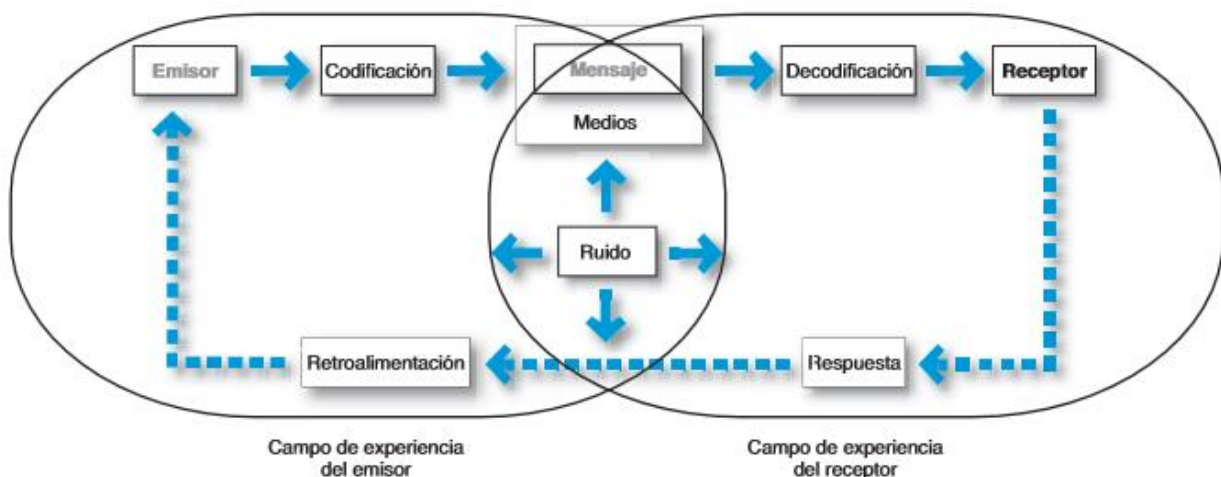 Emisor
Codificación
Mensaje
Medios
Decodificación
Receptor
Ruido
Retroalimentación
Respuesta
Campo de experiencia
del emisor
Campo de experiencia
del receptor